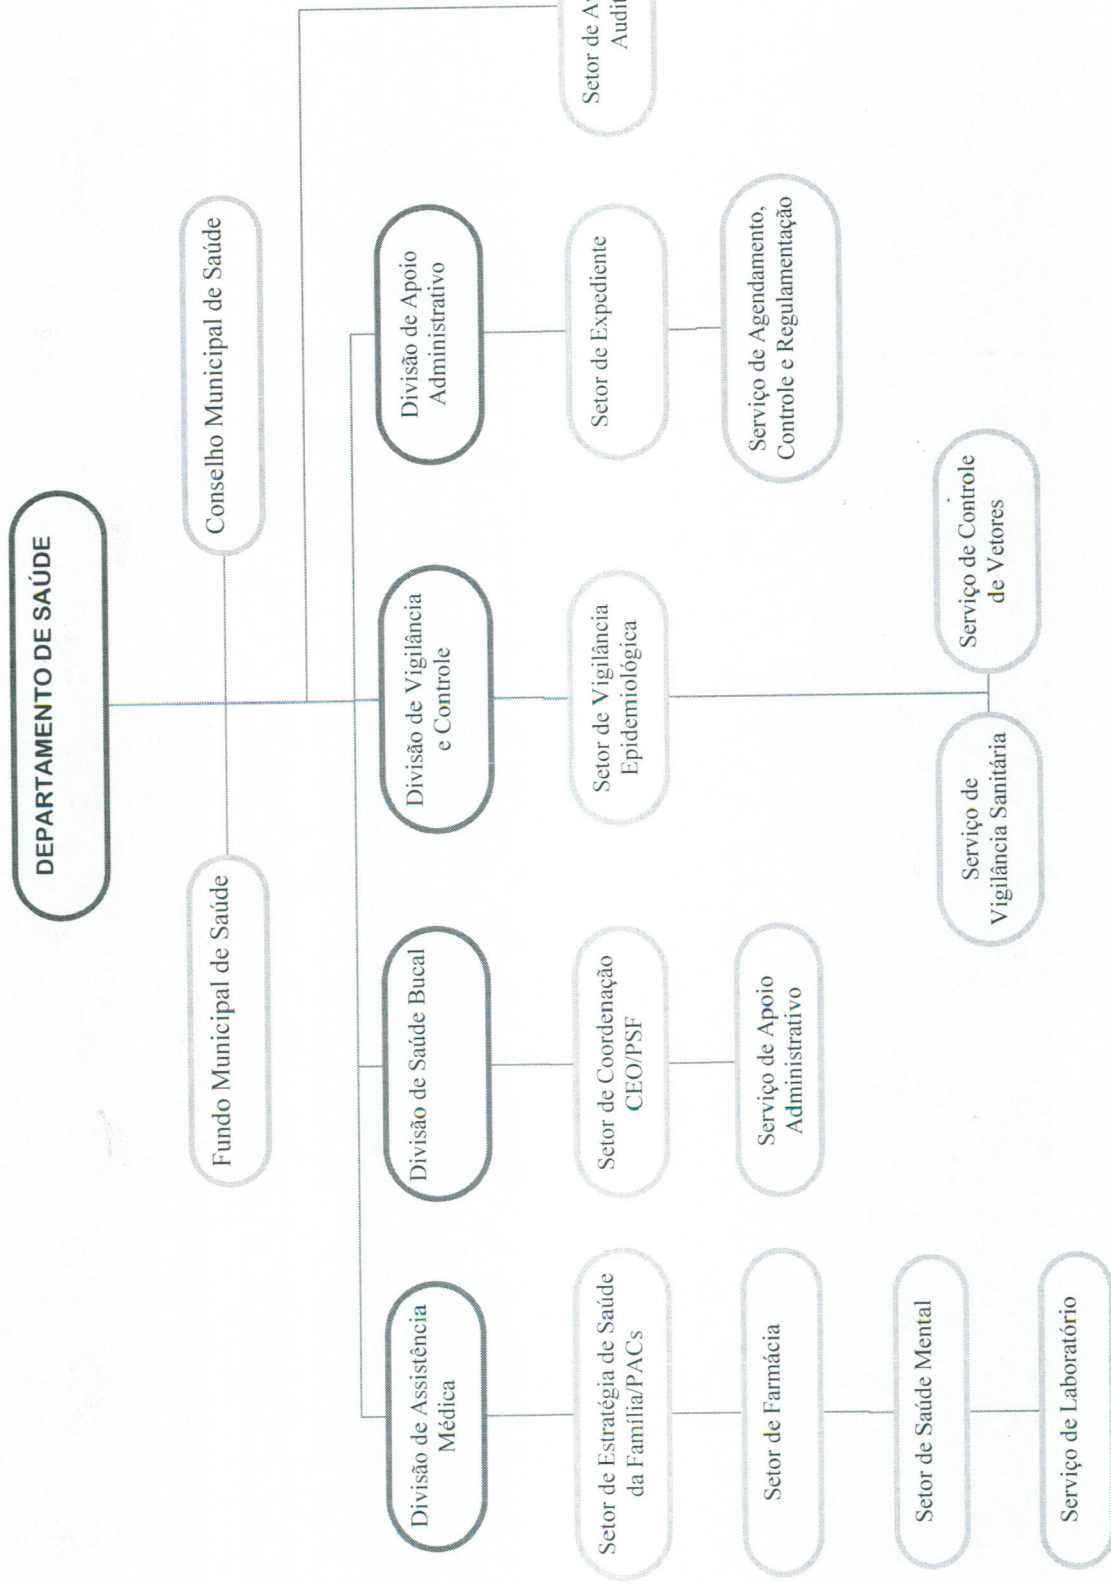 DEPARTAMENTO DE SAÚDE
Fundo Municipal de Saúde
Conselho Municipal de Saúde
Divisão de Assistência
Médica
Divisão de Saúde Bucal
Divisão de Vigilância
e Controle
Divisão de Apoio
Administrativo
Setor de Estratégia de Saúde
da Família/PACs
Setor de Coordenação
CEO/PSF
Setor de Vigilância
Epidemiológica
Setor de Expediente
Setor de
Setor de Farmácia
Serviço de Apoio
Administrativo
Serviço de Agendamento,
Controle e Regulamentação
Setor de Saúde Mental
Serviço de
Vigilância Sanitária
Serviço de Controle
de Vetores
Serviço de Laboratório